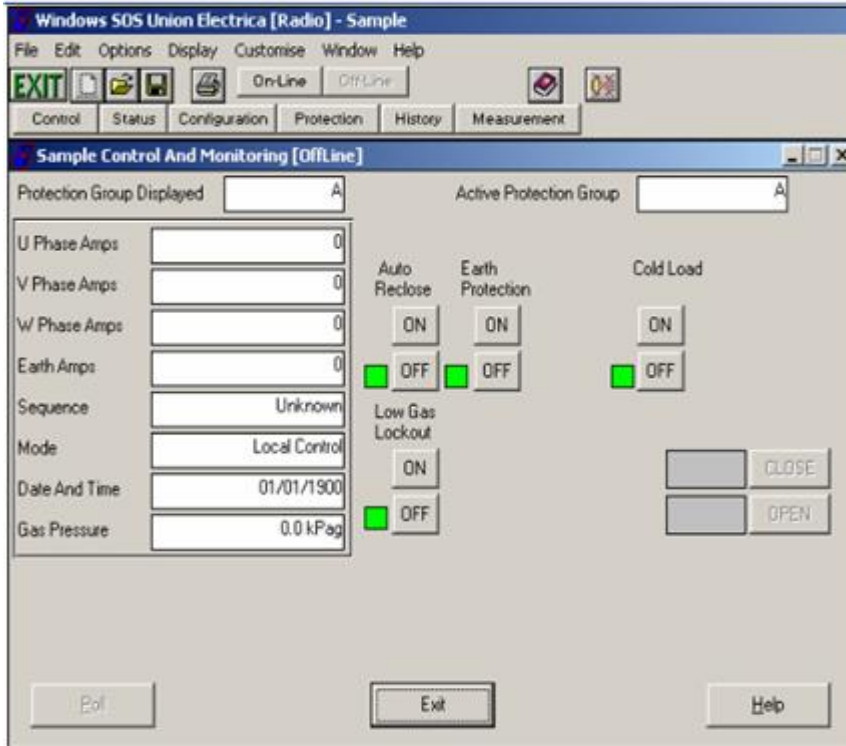 Windows SOS Union Electrica [Radio] - Sample
File Edit Options Display Customise Window Help
EXIT On-Line Off-Line
Control Status Configuration Protection History Measurement
Sample Control And Monitoring [OffLine]
Protection Group Displayed A Active Protection Group A
U Phase Amps 0
V Phase Amps 0
W Phase Amps 0
Earth Amps 0
Sequence Unknown
Mode Local Control
Date And Time 01/01/1900
Gas Pressure 0.0 kPag
Auto
Reclose
ON
OFF
Earth
Protection
ON
OFF
Cold Load
ON
OFF
Low Gas
Lockout
ON
OFF
CLOSE
OPEN
Poll Exit Help